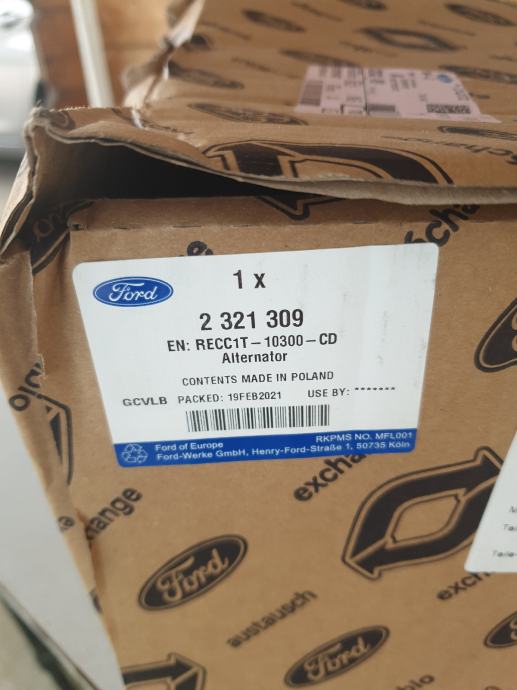 Ford
exchange
1 x
Ford
2 321 309
EN: RECC1T-10300-CD
Alternator
CONTENTS MADE IN POLAND
GCVLB PACKED: 19FEB2021 USE BY: *******
RKPMS NO. MFL001
Ford of Europe
Ford-Werke GmbH, Henry-Ford-Straße 1, 50735 Köln
Ford
austausch
Ford